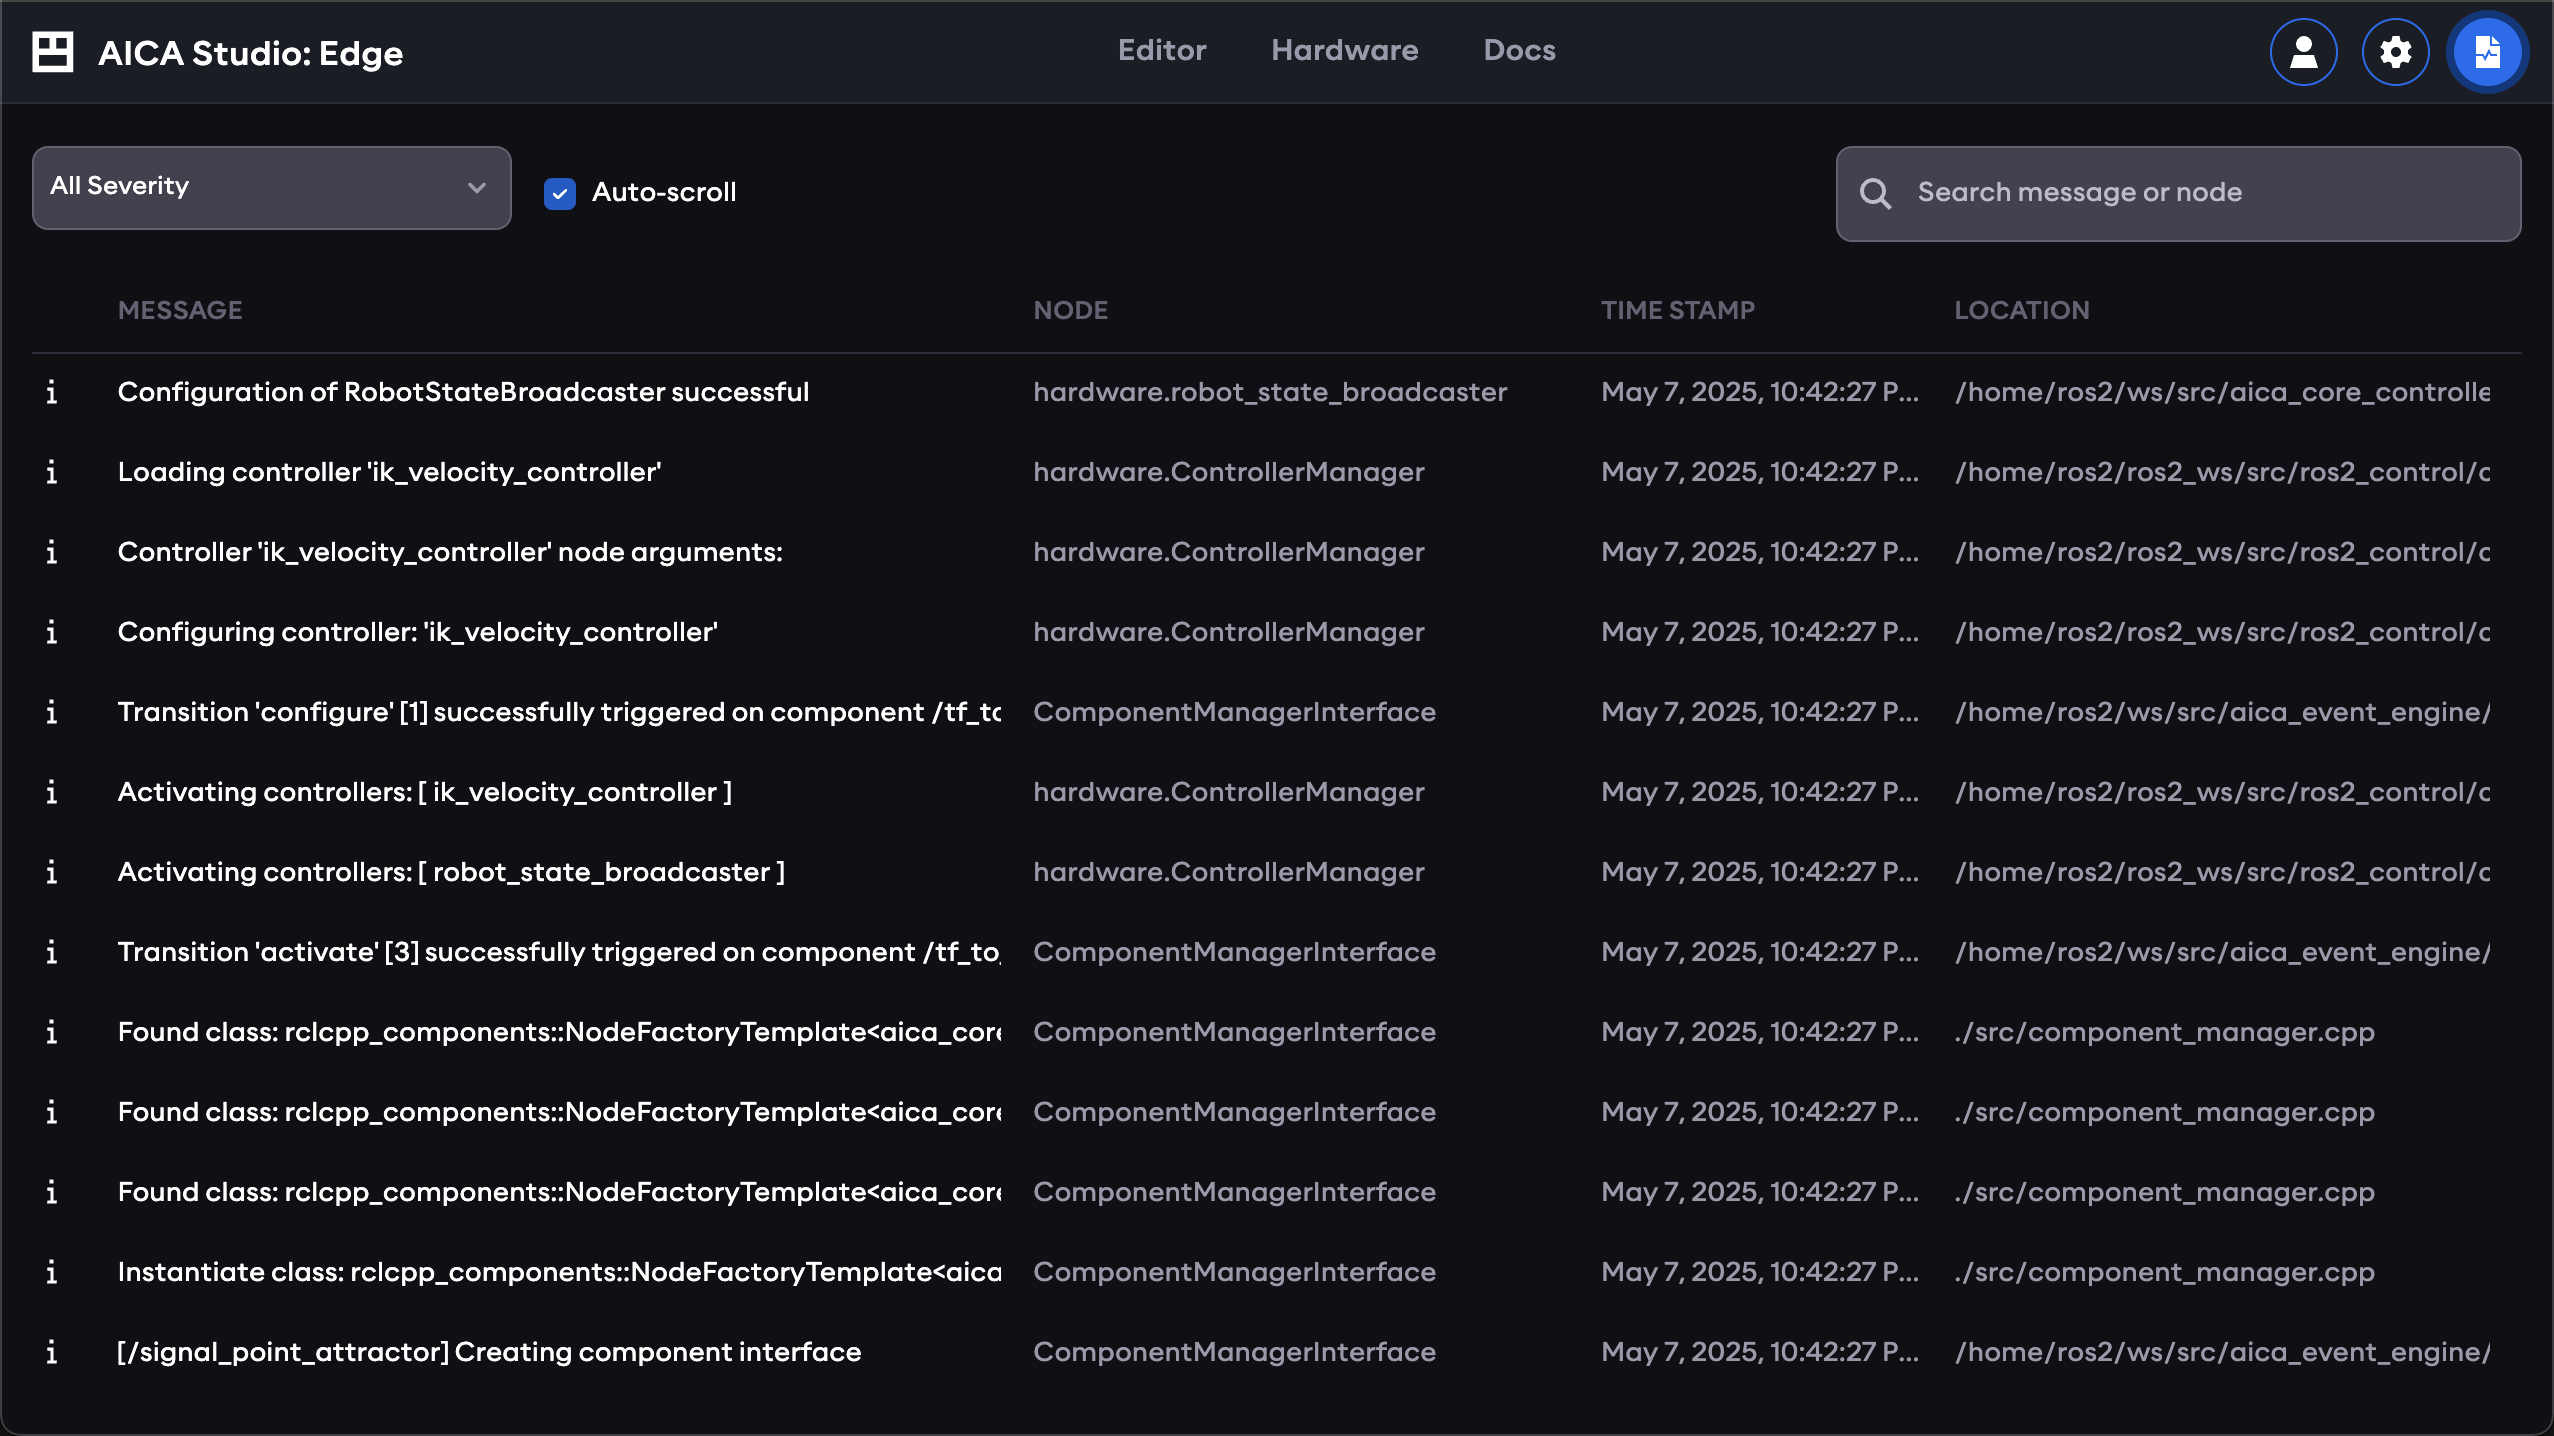 AICA Studio: Edge
Editor Hardware Docs
All Severity
Auto-scroll
Search message or node
MESSAGE NODE TIME STAMP LOCATION
i Configuration of RobotStateBroadcaster successful hardware.robot_state_broadcaster May 7, 2025, 10:42:27 P... /home/ros2/ws/src/aica_core_controlle
i Loading controller 'ik_velocity_controller' hardware.ControllerManager May 7, 2025, 10:42:27 P... /home/ros2/ros2_ws/src/ros2_control/c
i Controller 'ik_velocity_controller' node arguments: hardware.ControllerManager May 7, 2025, 10:42:27 P... /home/ros2/ros2_ws/src/ros2_control/c
i Configuring controller: 'ik_velocity_controller' hardware.ControllerManager May 7, 2025, 10:42:27 P... /home/ros2/ros2_ws/src/ros2_control/c
i Transition 'configure' [1] successfully triggered on component /tf_to ComponentManagerInterface May 7, 2025, 10:42:27 P... /home/ros2/ws/src/aica_event_engine/
i Activating controllers: [ ik_velocity_controller ] hardware.ControllerManager May 7, 2025, 10:42:27 P... /home/ros2/ros2_ws/src/ros2_control/c
i Activating controllers: [ robot_state_broadcaster ] hardware.ControllerManager May 7, 2025, 10:42:27 P... /home/ros2/ros2_ws/src/ros2_control/c
i Transition 'activate' [3] successfully triggered on component /tf_to_ ComponentManagerInterface May 7, 2025, 10:42:27 P... /home/ros2/ws/src/aica_event_engine/
i Found class: rclcpp_components::NodeFactoryTemplate<aica_core ComponentManagerInterface May 7, 2025, 10:42:27 P... ./src/component_manager.cpp
i Found class: rclcpp_components::NodeFactoryTemplate<aica_core ComponentManagerInterface May 7, 2025, 10:42:27 P... ./src/component_manager.cpp
i Found class: rclcpp_components::NodeFactoryTemplate<aica_core ComponentManagerInterface May 7, 2025, 10:42:27 P... ./src/component_manager.cpp
i Instantiate class: rclcpp_components::NodeFactoryTemplate<aica ComponentManagerInterface May 7, 2025, 10:42:27 P... ./src/component_manager.cpp
i [/signal_point_attractor] Creating component interface ComponentManagerInterface May 7, 2025, 10:42:27 P... /home/ros2/ws/src/aica_event_engine/